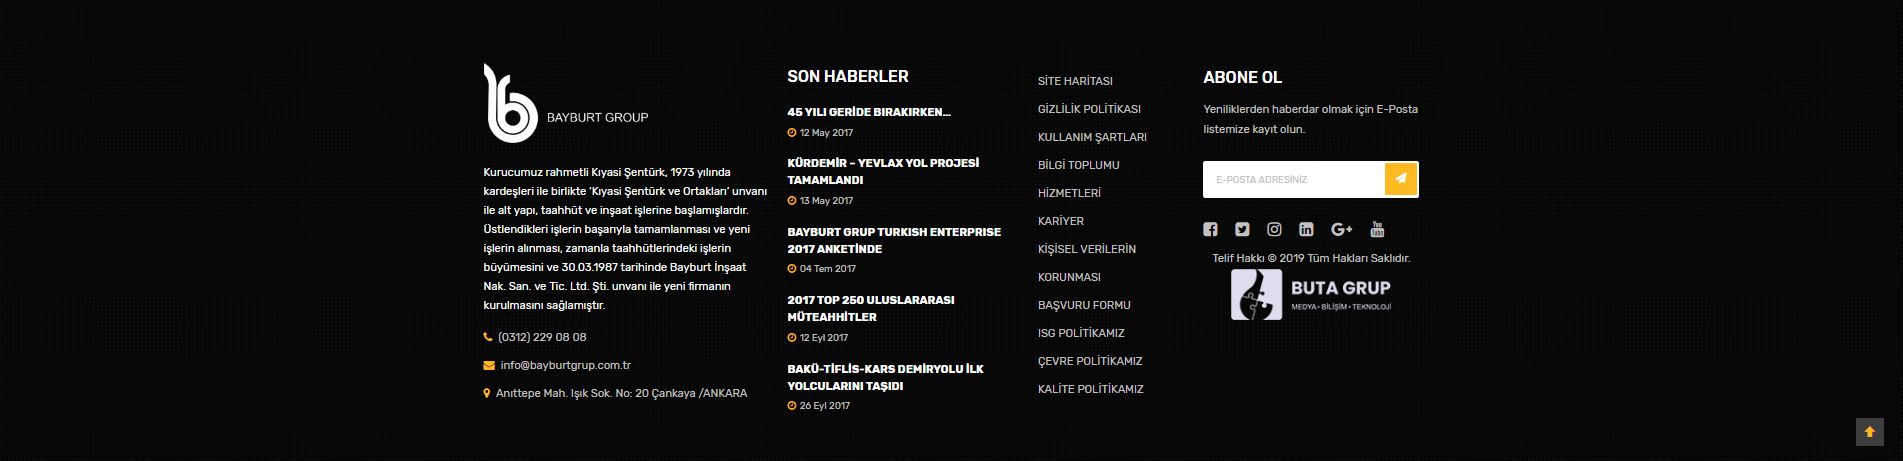 BAYBURT GROUP
Kurucumuz rahmetli Kıyasi Şentürk, 1973 yılında
kardeşleri ile birlikte ‘Kıyasi Şentürk ve Ortakları’ unvanı
ile alt yapı, taahhüt ve inşaat işlerine başlamışlardır.
Üstlendikleri işlerin başarıyla tamamlanması ve yeni
işlerin alınması, zamanla taahhütlerindeki işlerin
büyümesini ve 30.03.1987 tarihinde Bayburt İnşaat
Nak. San. ve Tic. Ltd. Şti. unvanı ile yeni firmanın
kurulmasını sağlamıştır.
(0312) 229 08 08
info@bayburtgrup.com.tr
Anıttepe Mah. Işık Sok. No: 20 Çankaya /ANKARA
SON HABERLER
45 YILI GERİDE BIRAKIRKEN...
12 May 2017
KÜRDEMİR – YEVLAX YOL PROJESİ
TAMAMLANDI
13 May 2017
BAYBURT GRUP TURKISH ENTERPRISE
2017 ANKETİNDE
04 Tem 2017
2017 TOP 250 ULUSLARARASI
MÜTEAHHİTLER
12 Eyl 2017
BAKÜ-TİFLİS-KARS DEMİRYOLU İLK
YOLCULARINI TAŞIDI
26 Eyl 2017
SİTE HARİTASI
GİZLİLİK POLİTİKASI
KULLANIM ŞARTLARI
BİLGİ TOPLUMU
HİZMETLERİ
KARİYER
KİŞİSEL VERİLERİN
KORUNMASI
BAŞVURU FORMU
ISG POLİTİKAMIZ
ÇEVRE POLİTİKAMIZ
KALİTE POLİTİKAMIZ
ABONE OL
Yeniliklerden haberdar olmak için E-Posta
listemize kayıt olun.
E-POSTA ADRESİNİZ
You
Tube
Telif Hakkı © 2019 Tüm Hakları Saklıdır.
BUTA GRUP
MEDYA • BİLİŞİM • TEKNOLOJİ